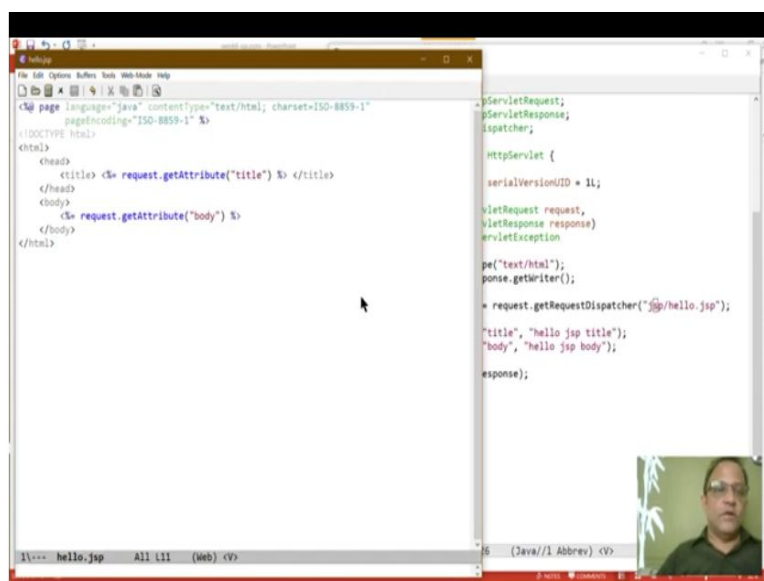 hello.jsp
File Edit Options Buffers Tools Web-Mode Help
<%@ page language="java" contentType="text/html; charset=ISO-8859-1"
pageEncoding="ISO-8859-1" %>
<!DOCTYPE html>
<html>
<head>
<title> <%= request.getAttribute("title") %> </title>
</head>
<body>
<%= request.getAttribute("body") %>
</body>
</html>
1\--- hello.jsp All L11 (Web) <V>
pServletRequest;
pServletResponse;
ispatcher;
HttpServlet {
serialVersionUID = 1L;
vletRequest request,
vletResponse response)
ervletException
pe("text/html");
ponse.getWriter();
= request.getRequestDispatcher("jsp/hello.jsp");
"title", "hello jsp title");
"body", "hello jsp body");
esponse);
26 (Java//l Abbrev) <V>
NOTES COMMENTS